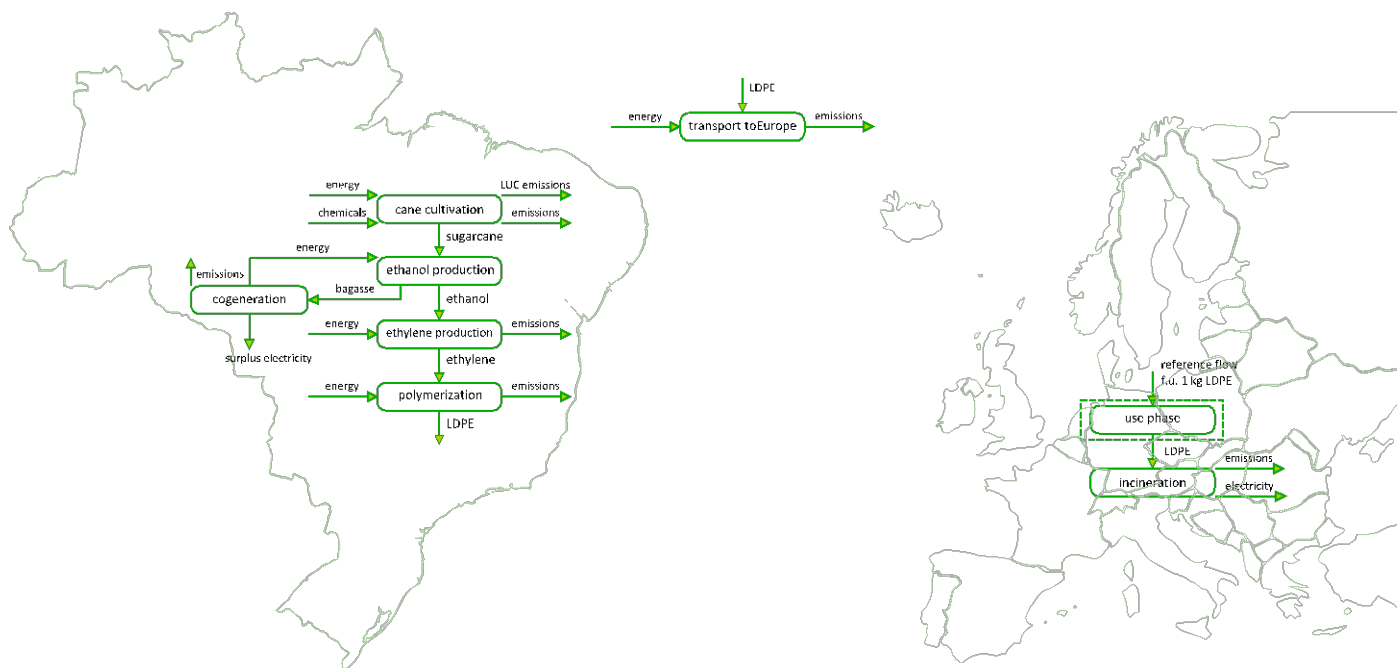 LDPE
energy
transport toEurope
emissions
energy
LUC emissions
chemicals
cane cultivation
emissions
sugarcane
energy
emissions
ethanol production
bagasse
cogeneration
ethanol
energy
ethylene production
emissions
surplus electricity
ethylene
energy
polymerization
emissions
LDPE
reference flow
f.u. 1 kg LDPE
use phase
LDPE
emissions
incineration
electricity